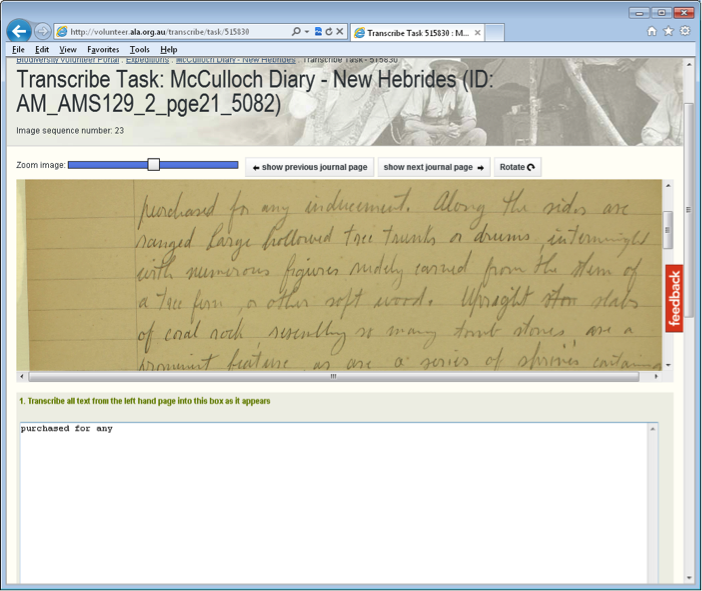 http://volunteer.ala.org.au/transcribe/task/515830
Transcribe Task 515830 : M...
File Edit View Favorites Tools Help
Biodiversity Volunteer Portal . Expeditions . McCulloch Diary - New Hebrides . Transcribe Task - 515830
Transcribe Task: McCulloch Diary - New Hebrides (ID:
AM_AMS129_2_pge21_5082)
Image sequence number: 23
Zoom image:
show previous journal page
show next journal page
Rotate
purchased for any inducement. Along the sides are
ranged large hollowed tree trunks or drums, intermingled
with numerous figures rudely carved from the stem of
a tree fern, or other soft wood. Upright slabs
of coral rock, resembling so many tomb stones, are a
prominent feature, as are a series of shrines
feedback
1. Transcribe all text from the left hand page into this box as it appears
purchased for any